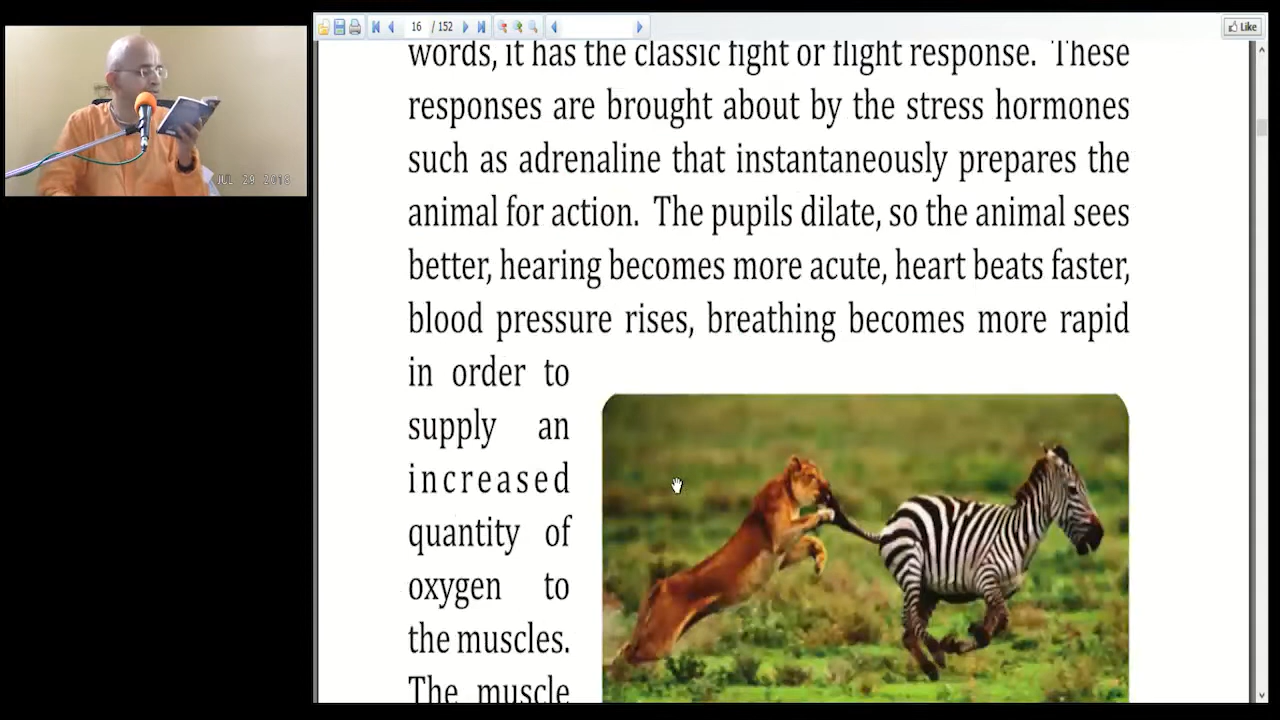 16 / 152
Like
words, it has the classic fight or flight response. These
responses are brought about by the stress hormones
such as adrenaline that instantaneously prepares the
animal for action. The pupils dilate, so the animal sees
better, hearing becomes more acute, heart beats faster,
blood pressure rises, breathing becomes more rapid
in order to
supply an
increased
quantity of
oxygen to
the muscles.
The muscle
JUL 29 2018